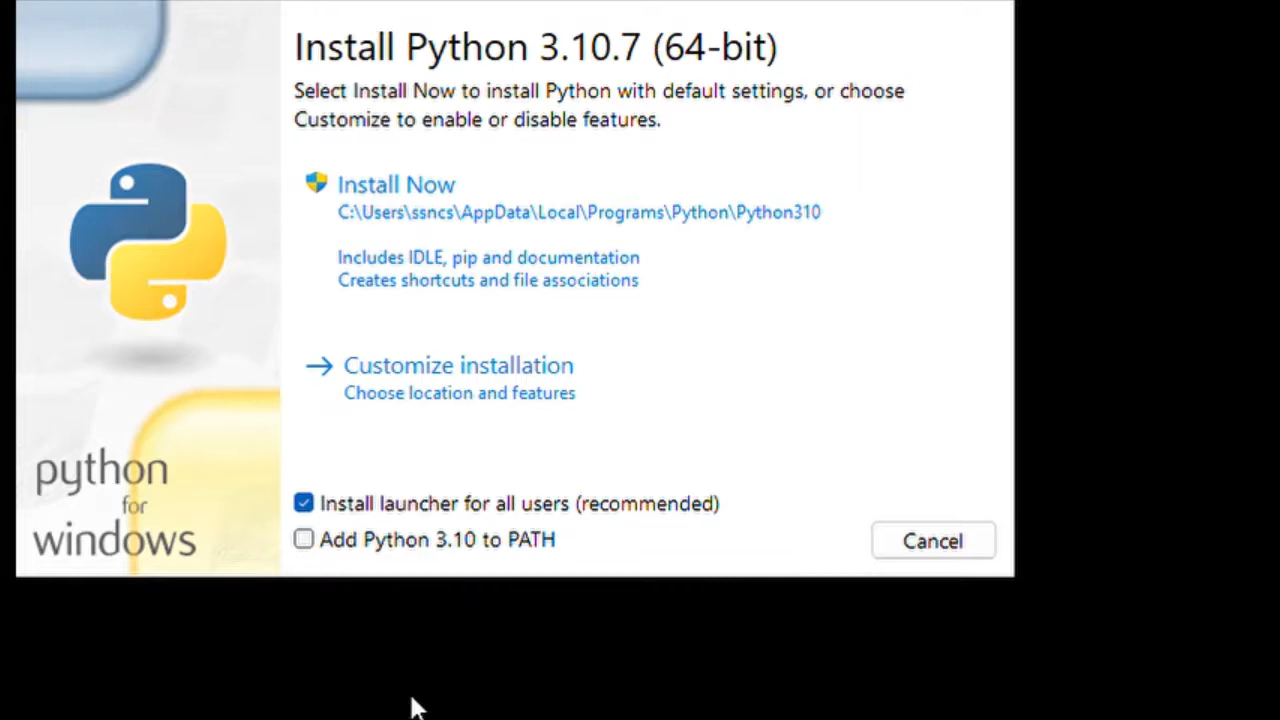 Install Python 3.10.7 (64-bit)
Select Install Now to install Python with default settings, or choose
Customize to enable or disable features.
Install Now
C:\Users\ssncs\AppData\Local\Programs\Python\Python310
Includes IDLE, pip and documentation
Creates shortcuts and file associations
Customize installation
Choose location and features
python
for
windows
Install launcher for all users (recommended)
Add Python 3.10 to PATH
Cancel